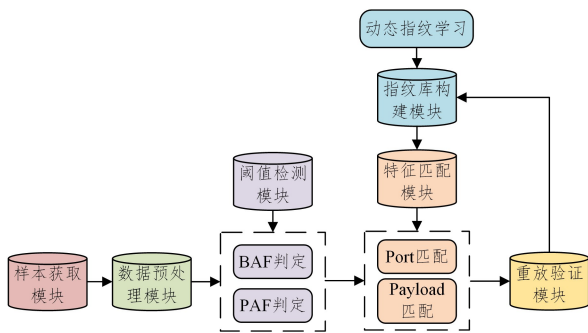 动态指纹学习
指纹库构
建模块
阈值检测
模块
特征匹配
模块
样本获取
模块
数据预处
理模块
BAF判定
PAF判定
Port匹配
Payload
匹配
重放验证
模块